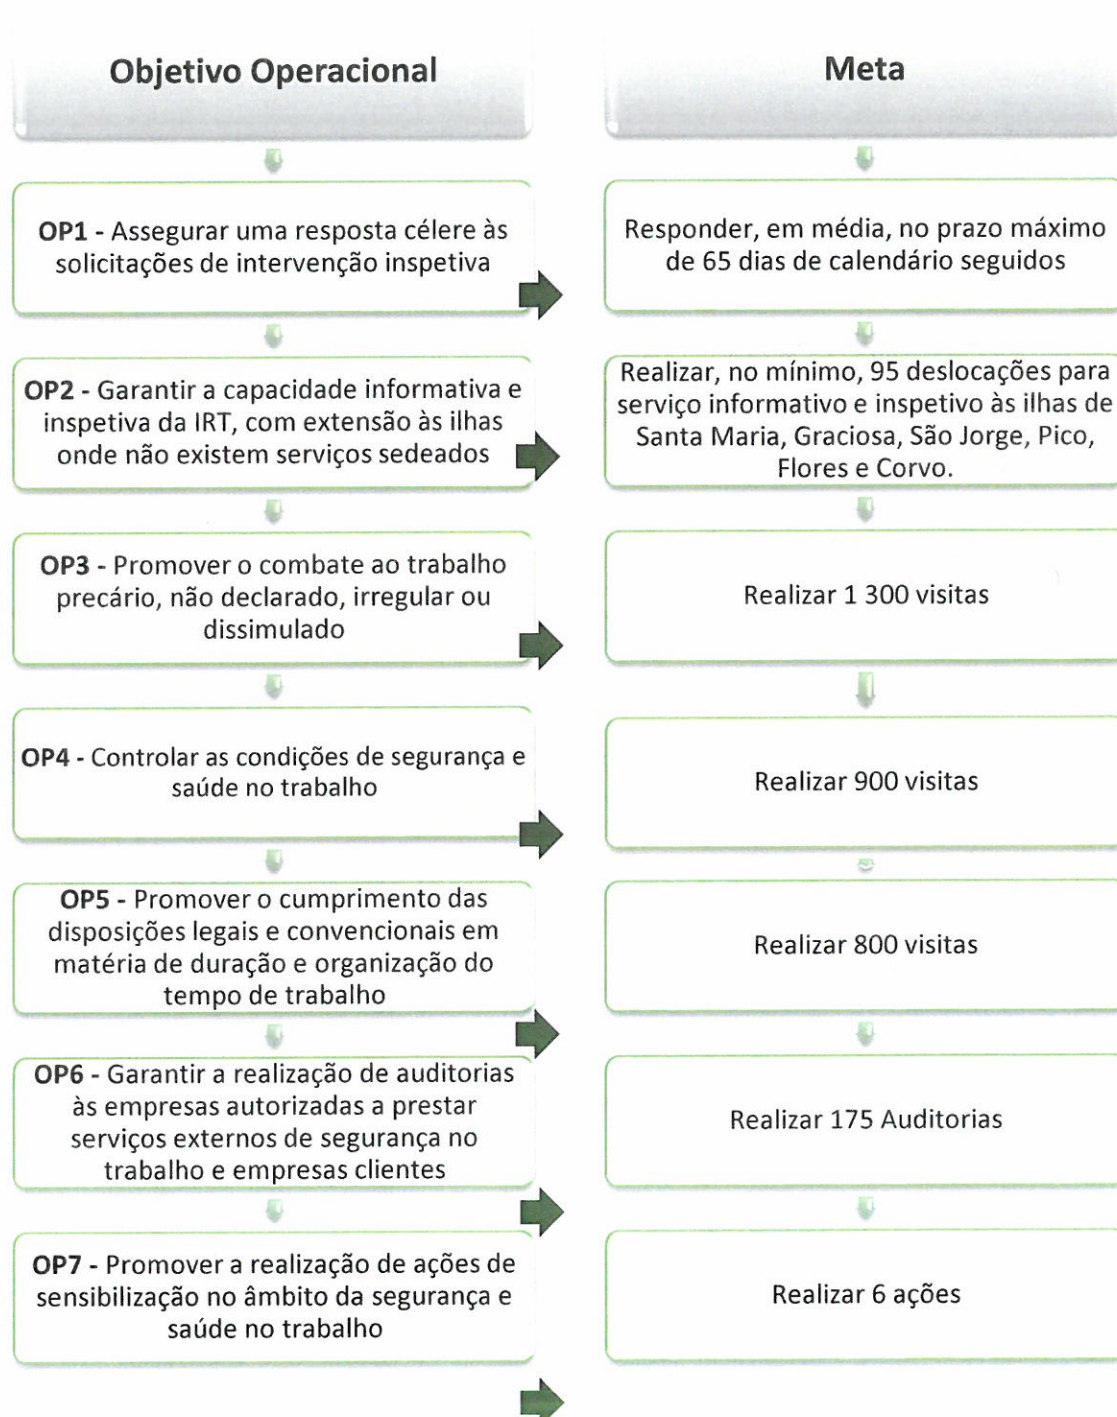 Objetivo Operacional
Meta
OP1 - Assegurar uma resposta célere às
solicitações de intervenção inspetiva
Responder, em média, no prazo máximo
de 65 dias de calendário seguidos
OP2 - Garantir a capacidade informativa e
inspetiva da IRT, com extensão às ilhas
onde não existem serviços sedeados
Realizar, no mínimo, 95 deslocações para
serviço informativo e inspetivo às ilhas de
Santa Maria, Graciosa, São Jorge, Pico,
Flores e Corvo.
OP3 - Promover o combate ao trabalho
precário, não declarado, irregular ou
dissimulado
Realizar 1 300 visitas
OP4 - Controlar as condições de segurança e
saúde no trabalho
Realizar 900 visitas
OP5 - Promover o cumprimento das
disposições legais e convencionais em
matéria de duração e organização do
tempo de trabalho
Realizar 800 visitas
OP6 - Garantir a realização de auditorias
às empresas autorizadas a prestar
serviços externos de segurança no
trabalho e empresas clientes
Realizar 175 Auditorias
OP7 - Promover a realização de ações de
sensibilização no âmbito da segurança e
saúde no trabalho
Realizar 6 ações